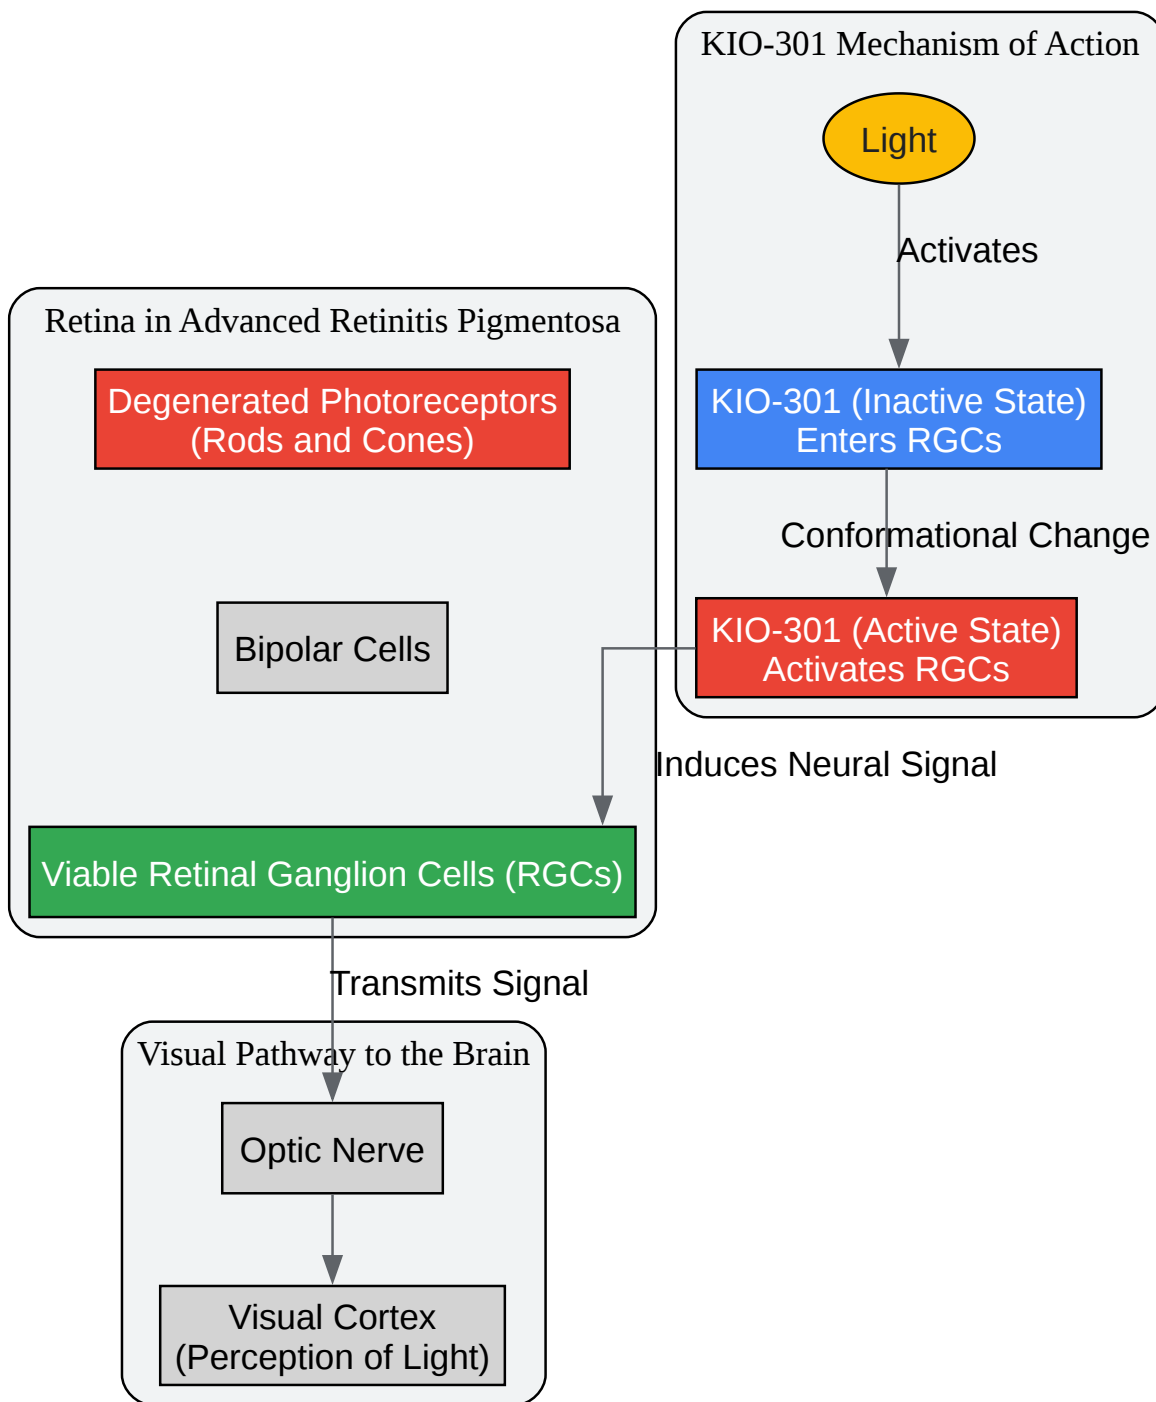 KIO-301 Mechanism of Action
Light
Activates
KIO-301 (Inactive State)
Enters RGCs
Conformational Change
KIO-301 (Active State)
Activates RGCs
Induces Neural Signal
Retina in Advanced Retinitis Pigmentosa
Degenerated Photoreceptors
(Rods and Cones)
Bipolar Cells
Viable Retinal Ganglion Cells (RGCs)
Transmits Signal
Visual Pathway to the Brain
Optic Nerve
Visual Cortex
(Perception of Light)